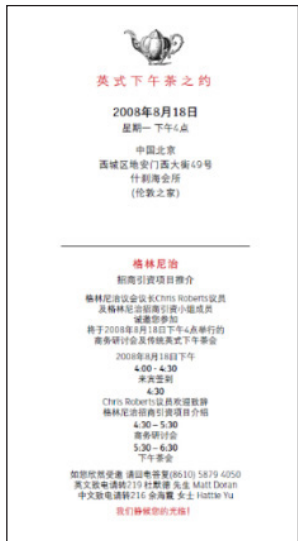 英式下午茶之约
2008年8月18日
星期一 下午4点
中国北京
西城区地安门西大街49号
什刹海会所
(伦敦之家)
格林尼治
招商引资项目推介
格林尼治议会议长Chris Roberts议员
及格林尼治招商引资小组成员
诚邀您参加
将于2008年8月18日下午4点举行的
商务研讨会及传统英式下午茶会
2008年8月18日下午
4:00 - 4:30
来宾签到
4:30
Chris Roberts议员欢迎致辞
格林尼治招商引资项目介绍
4:30 – 5:30
商务研讨会
5:30 – 6:30
下午茶会
如您欣然受邀 请回电答复(8610) 5879 4050
英文致电请转219 杜默德 先生 Matt Doran
中文致电请转216 余海霞 女士 Hattie Yu
我们静候您的光临!